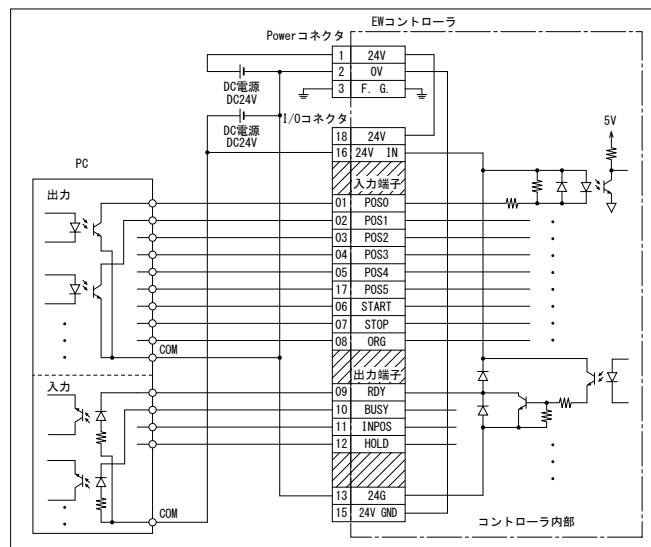 EWコントローラ
Powerコネクタ
1 24V
2 0V
3 F. G.
DC電源
DC24V
DC電源
DC24V
I/Oコネクタ
18 24V
16 24V IN
5V
PC
出力
入力端子
01 POS0
02 POS1
03 POS2
04 POS3
05 POS4
17 POS5
06 START
07 STOP
08 ORG
COM
出力端子
入力
09 RDY
10 BUSY
11 INPOS
12 HOLD
13 24G
15 24V GND
COM
コントローラ内部